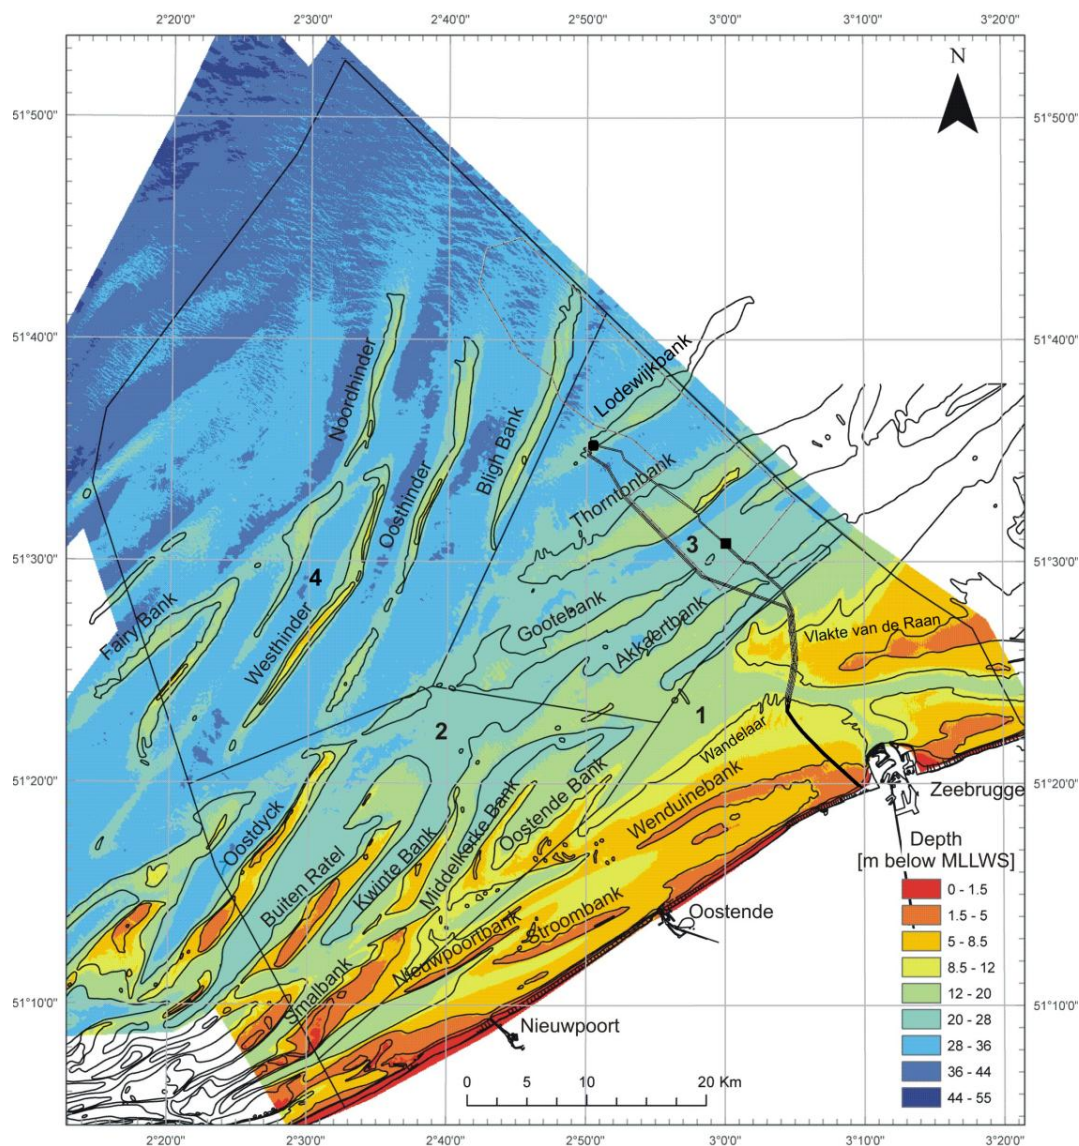 2°20'0" 2°30'0" 2°40'0" 2°50'0" 3°0'0" 3°10'0" 3°20'0"
N
51°50'0" 51°50'0"
51°40'0" 51°40'0"
Noordhinder
Lodewijkbank
Oosthinder
Bligh Bank
Thorntonbank
51°30'0" 51°30'0"
3
4
Fairy Bank
Westhinder
Gootebank
Akkaertbank
Vlakte van de Raan
2
1
Wandelaar
51°20'0" 51°20'0"
Zeebrugge
Wenduinebank
Oostende Bank
Oostdyck
Buiten Ratel
Kwinte Bank
Middelkerke Bank
Oostende
Nieuwpoortbank
Stroombank
Smalbank
Nieuwpoort
51°10'0" 51°10'0"
Depth
[m below MLLWS]
0 - 1.5
1.5 - 5
5 - 8.5
8.5 - 12
12 - 20
20 - 28
28 - 36
36 - 44
44 - 55
0 5 10 20 Km
2°20'0" 2°30'0" 2°40'0" 2°50'0" 3°0'0" 3°10'0" 3°20'0"